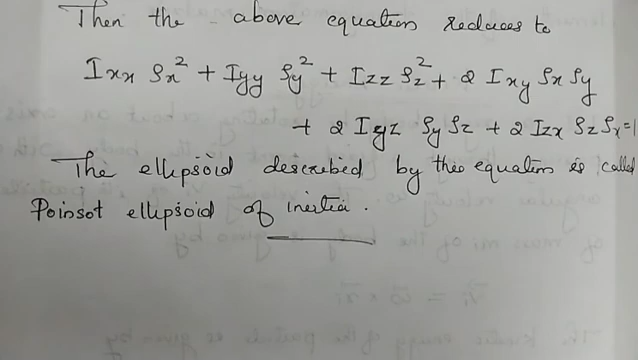 Then the above equation reduces to
Ixx ρx² + Iyy ρy² + Izz ρz² + 2 Ixy ρx ρy
+ 2 Iyz ρy ρz + 2 Izx ρz ρx = 1
The ellipsoid described by this equation is called
Poinsot ellipsoid of inertia.